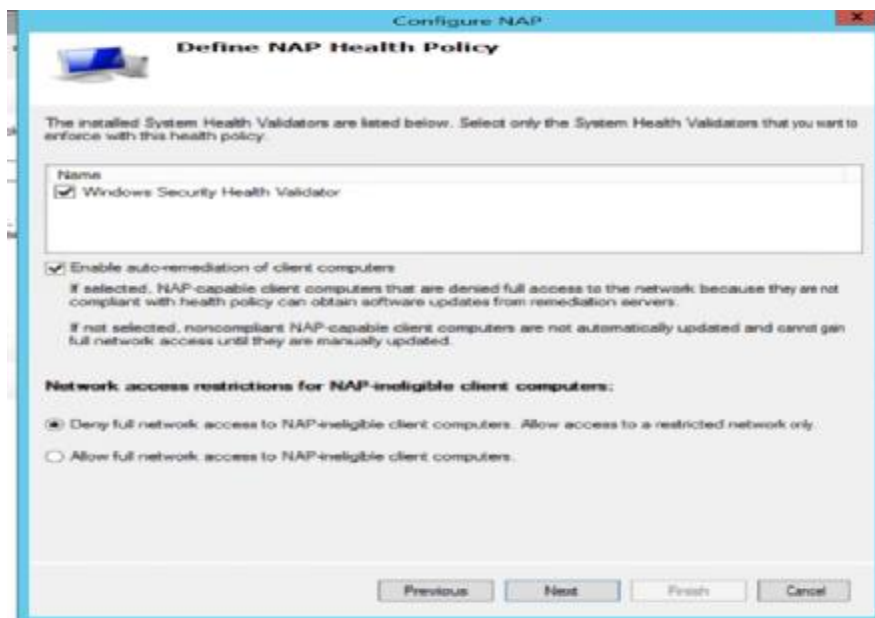 Configure NAP
Define NAP Health Policy
The installed System Health Validators are listed below. Select only the System Health Validators that you want to
enforce with this health policy.
Name
Windows Security Health Validator
Enable auto-remediation of client computers
If selected, NAP-capable client computers that are denied full access to the network because they are not
compliant with health policy can obtain software updates from remediation servers.
If not selected, noncompliant NAP-capable client computers are not automatically updated and cannot gain
full network access until they are manually updated.
Network access restrictions for NAP-ineligible client computers:
Deny full network access to NAP-ineligible client computers. Allow access to a restricted network only.
Allow full network access to NAP-ineligible client computers.
Previous Next Finish Cancel